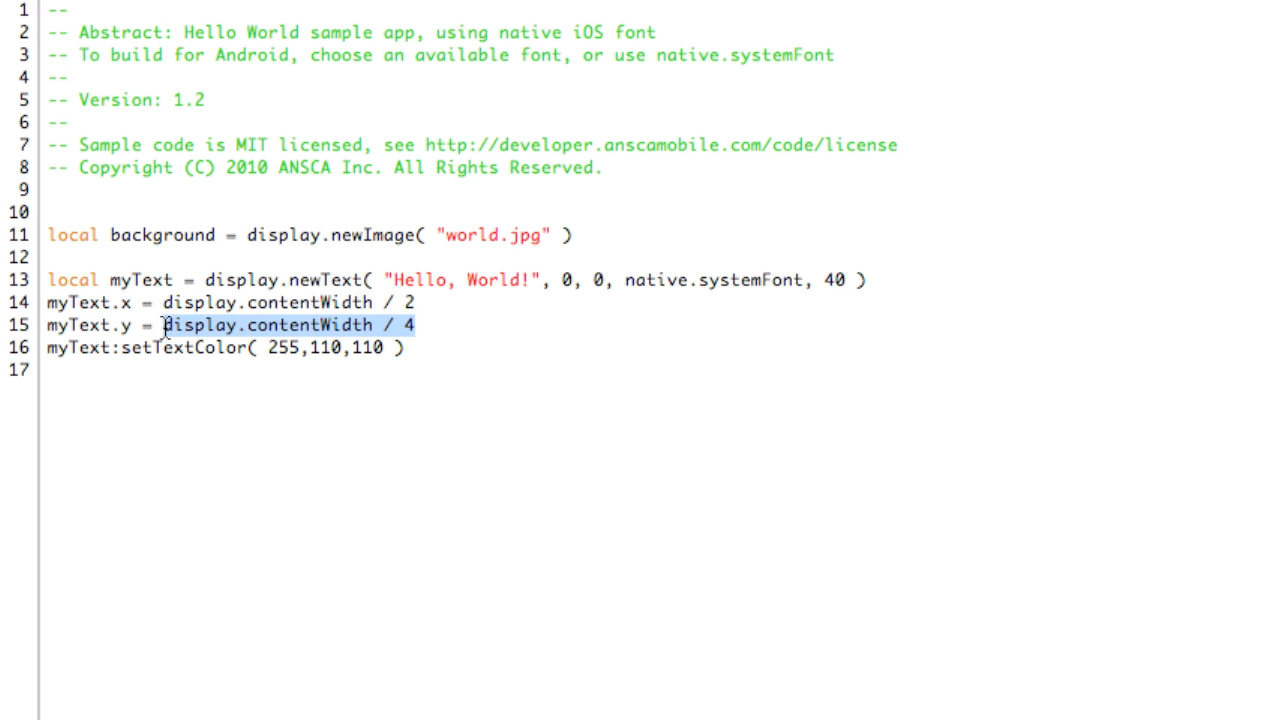 1 --
2 -- Abstract: Hello World sample app, using native iOS font
3 -- To build for Android, choose an available font, or use native.systemFont
4 --
5 -- Version: 1.2
6 --
7 -- Sample code is MIT licensed, see http://developer.anscamobile.com/code/license
8 -- Copyright (C) 2010 ANSCA Inc. All Rights Reserved.
9
10
11 local background = display.newImage( "world.jpg" )
12
13 local myText = display.newText( "Hello, World!", 0, 0, native.systemFont, 40 )
14 myText.x = display.contentWidth / 2
15 myText.y = display.contentWidth / 4
16 myText:setTextColor( 255,110,110 )
17